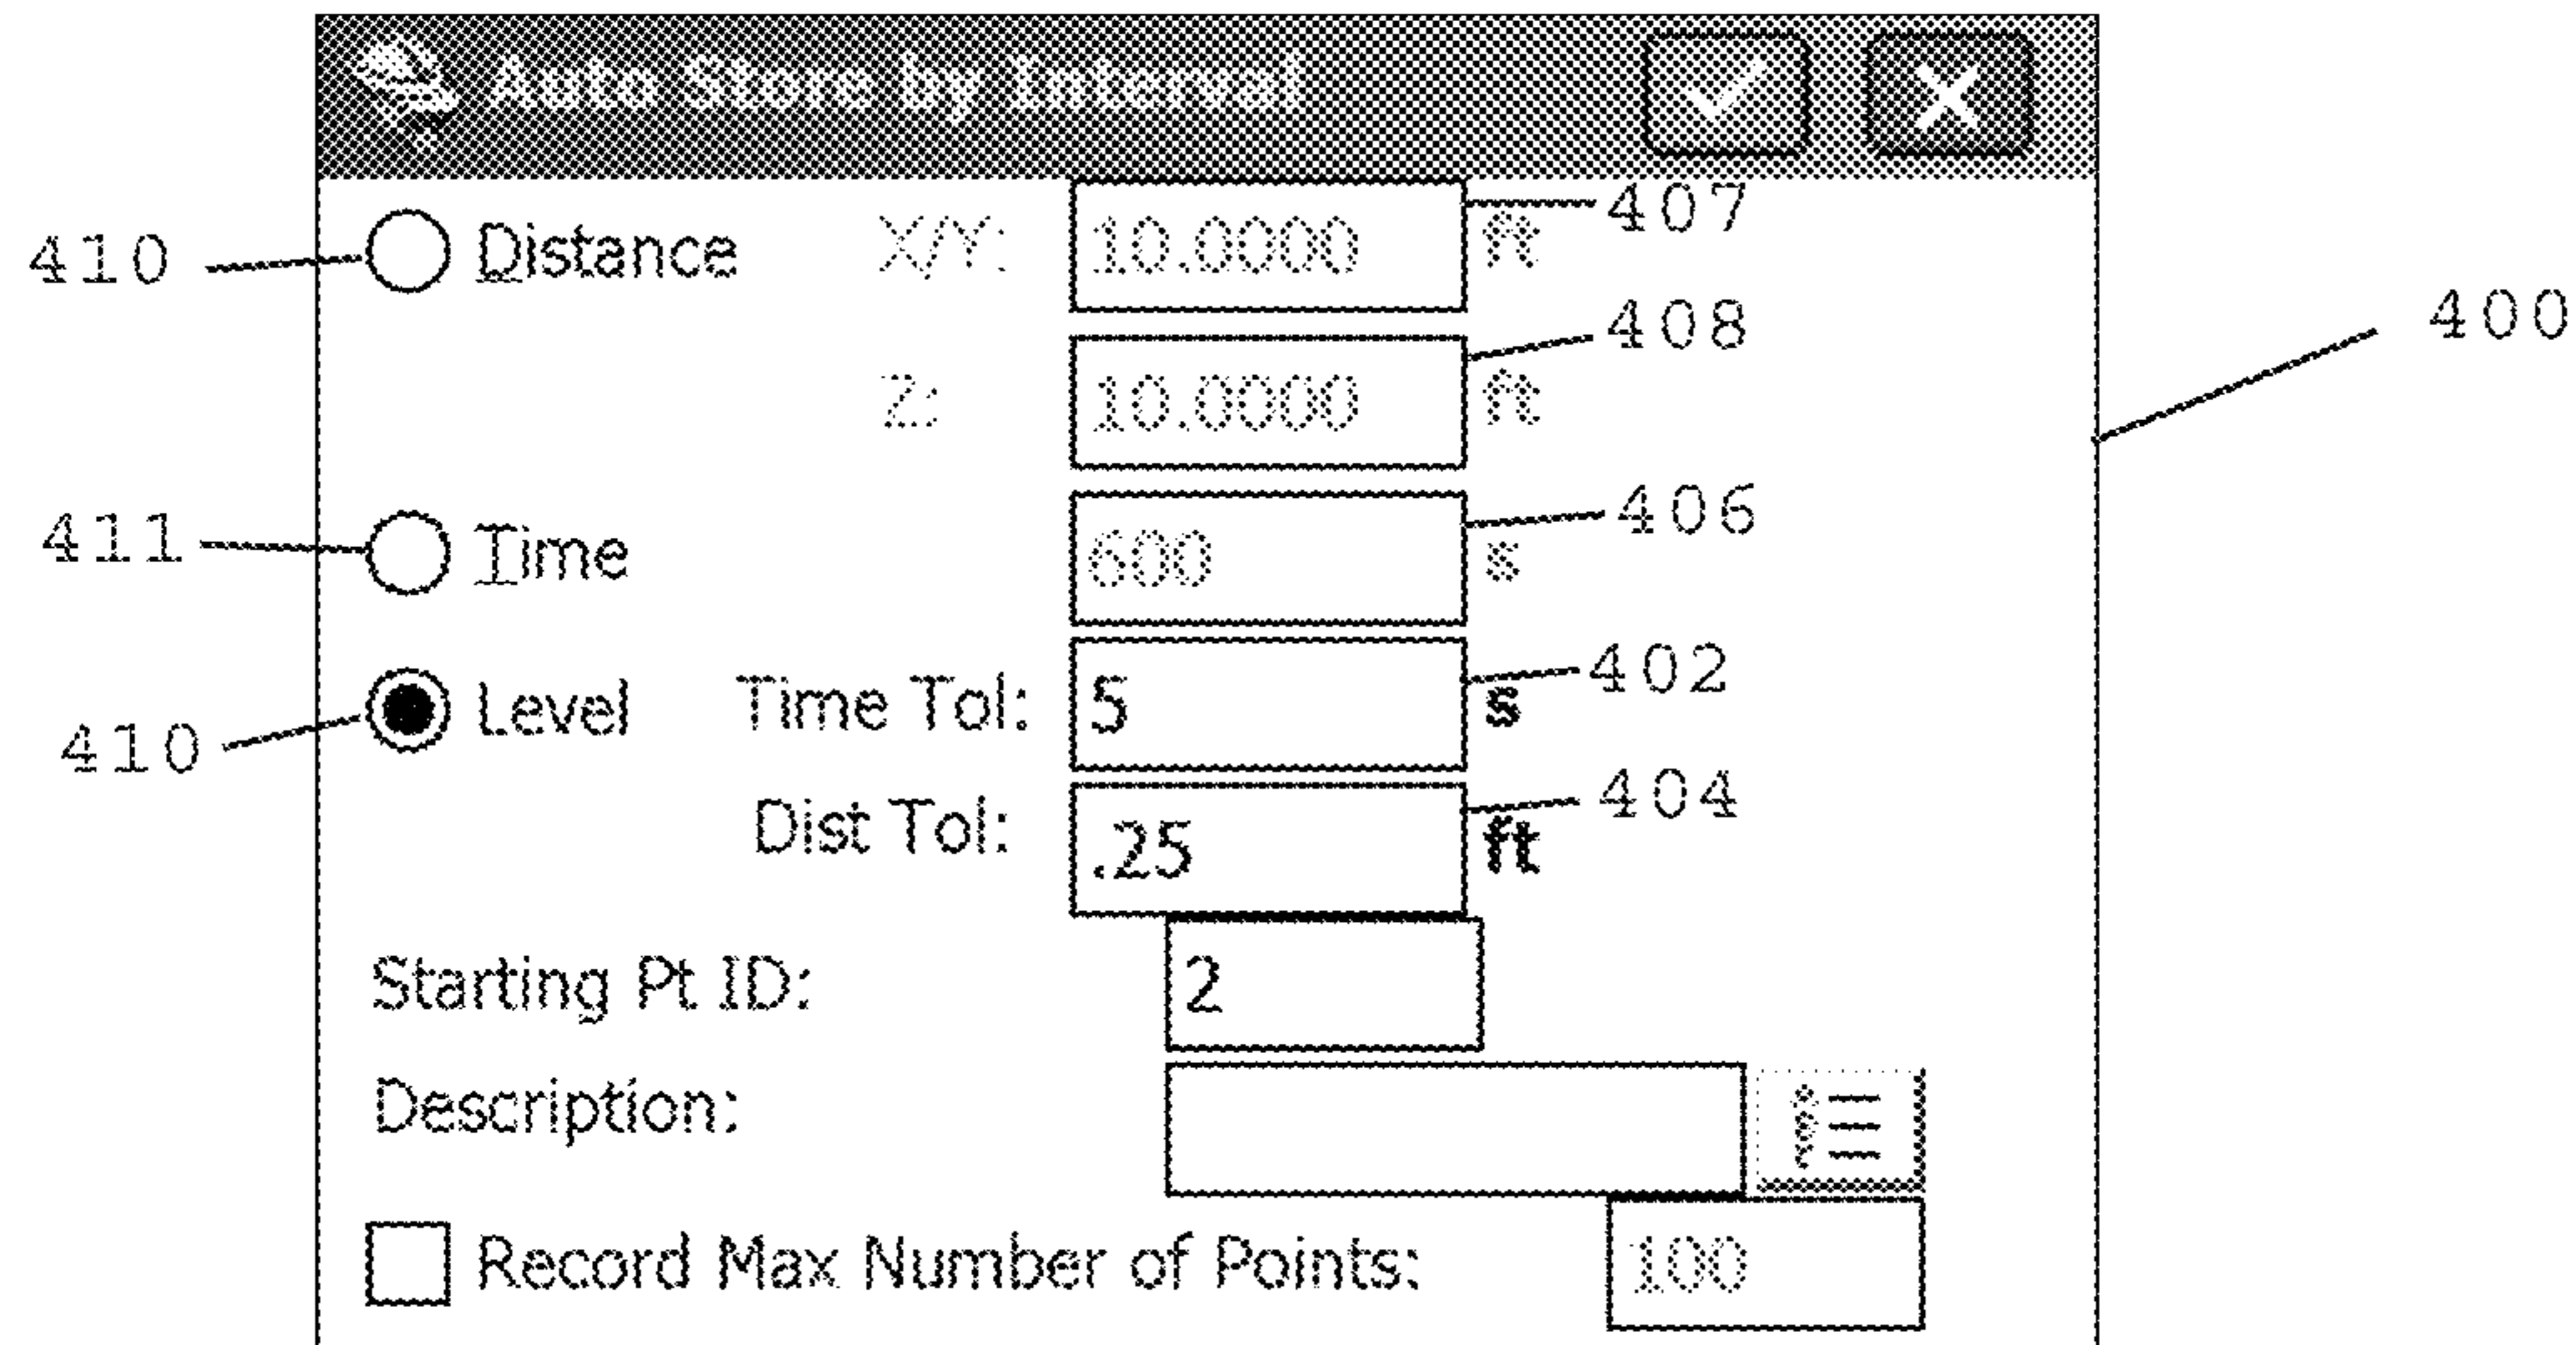 Auto Store by Interval
410 Distance X/Y: 10.0000 ft 407
Z: 10.0000 ft 408
400
411 Time 600 s 406
410 Level Time Tol: 5 s 402
Dist Tol: .25 ft 404
Starting Pt ID: 2
Description:
Record Max Number of Points: 100